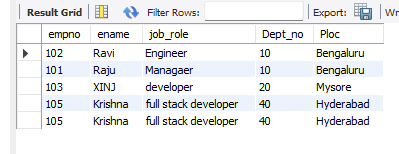 Result Grid Filter Rows: Export: Wr
empno ename job_role Dept_no Ploc
102 Ravi Engineer 10 Bengaluru
101 Raju Managaer 10 Bengaluru
103 XINJ developer 20 Mysore
105 Krishna full stack developer 40 Hyderabad
105 Krishna full stack developer 40 Hyderabad